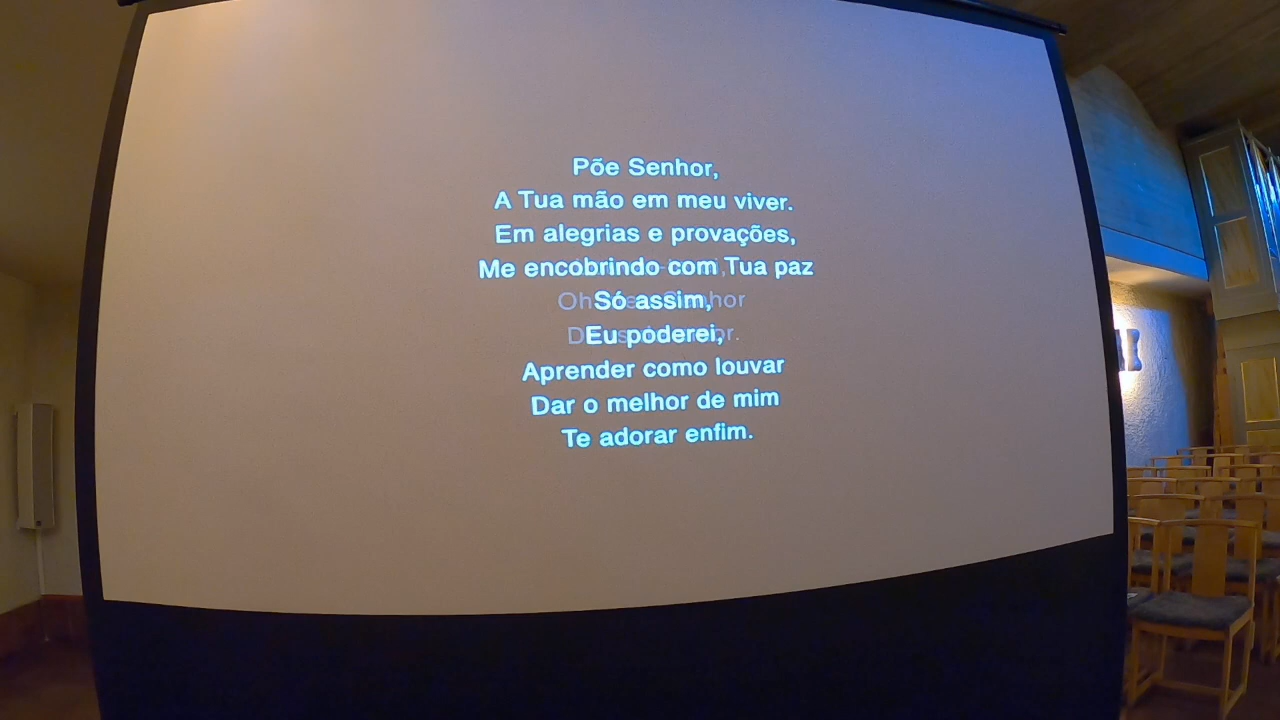 Põe Senhor,
A Tua mão em meu viver.
Em alegrias e provações,
Me encobrindo com Tua paz
Só assim,
Eu poderei,
Aprender como louvar
Dar o melhor de mim
Te adorar enfim.